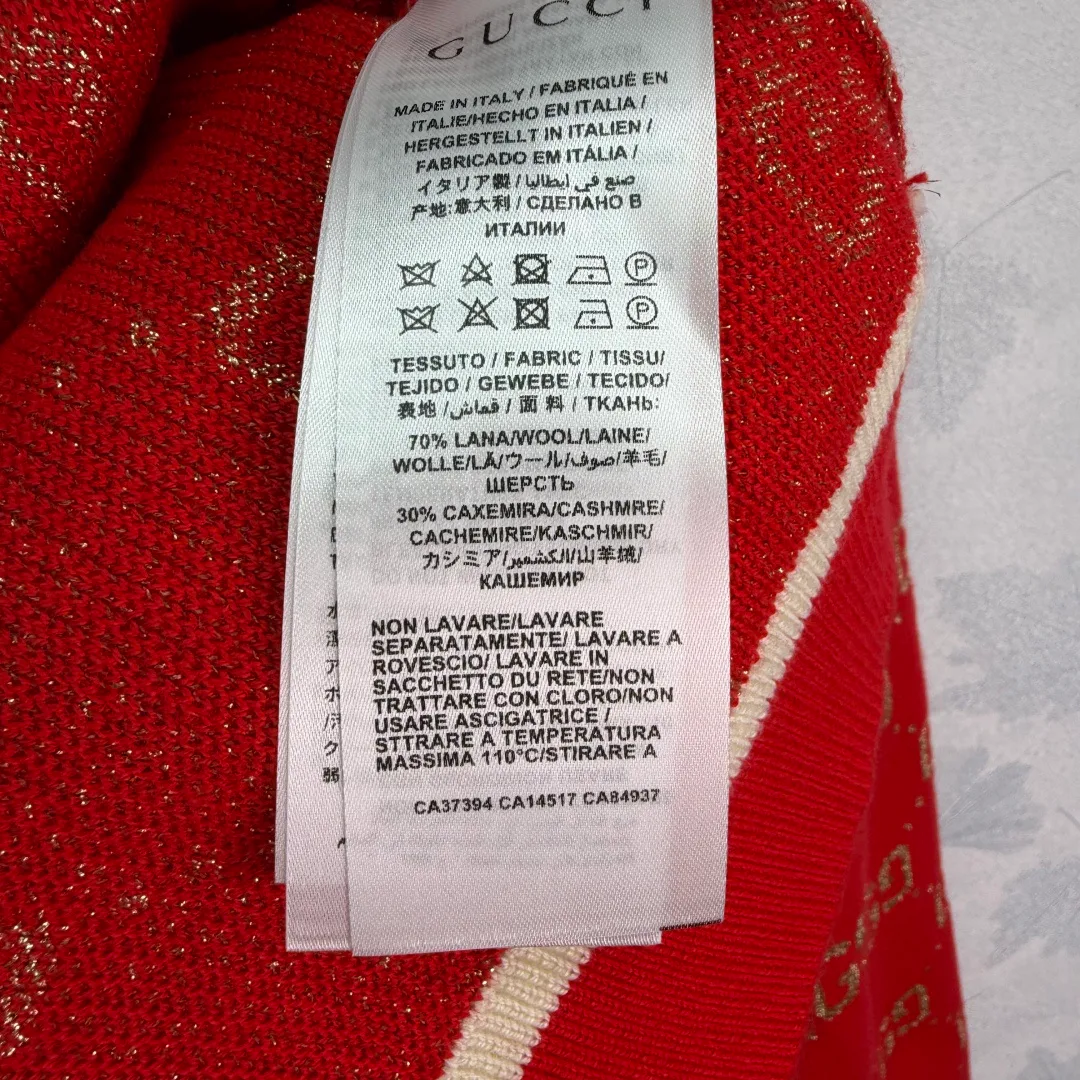 GUCCI
MADE IN ITALY / FABRIQUÉ EN
ITALIE/HECHO EN ITALIA /
HERGESTELLT IN ITALIEN /
FABRICADO EM ITÁLIA /
イタリア製 / صنع في إيطاليا /
产地:意大利 / СДЕЛАНО В
ИТАЛИИ
P
P
TESSUTO / FABRIC / TISSU/
TEJIDO / GEWEBE / TECIDO/
表地 /قماش / 面 料 / ТКАНЬ:
70% LANA/WOOL/LAINE/
WOLLE/LÃ/ウール/صوف/羊毛/
ШЕРСТЬ
30% CAXEMIRA/CASHMRE/
CACHEMIRE/KASCHMIR/
カシミア/الكشمير/山羊绒/
КАШЕМИР
NON LAVARE/LAVARE
SEPARATAMENTE/ LAVARE A
ROVESCIO/ LAVARE IN
SACCHETTO DU RETE/NON
TRATTARE CON CLORO/NON
USARE ASCIGATRICE /
STTRARE A TEMPERATURA
MASSIMA 110°C/STIRARE A
CA37394 CA14517 CA84937